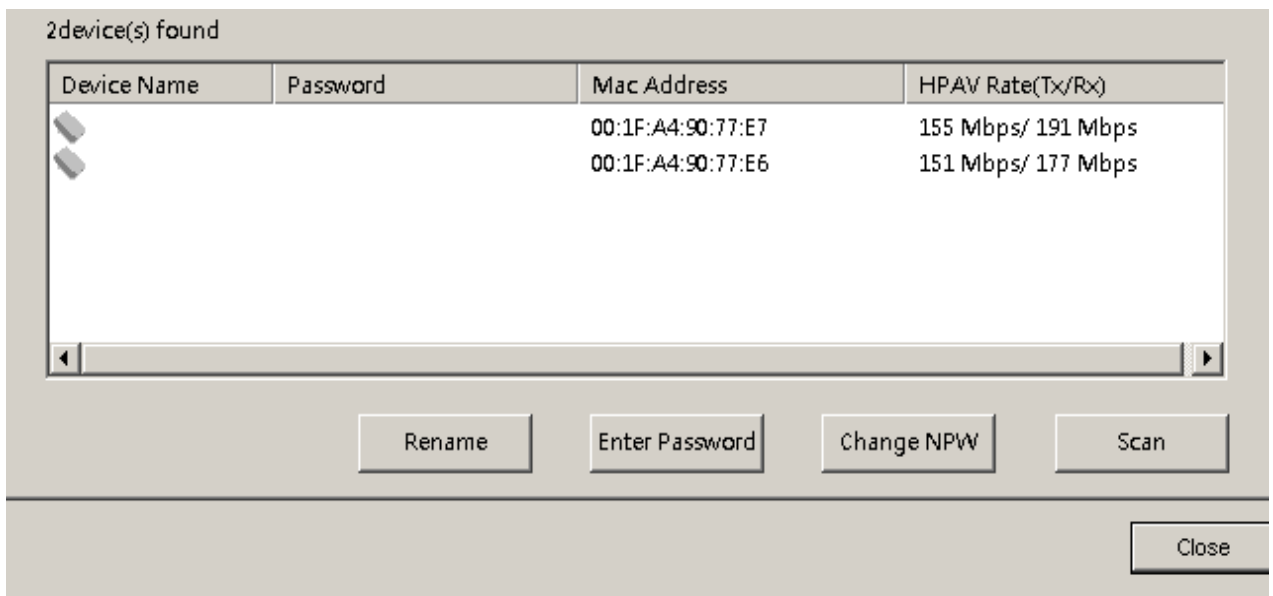 2device(s) found
Device Name Password Mac Address HPAV Rate(Tx/Rx)
00:1F:A4:90:77:E7 155 Mbps/ 191 Mbps
00:1F:A4:90:77:E6 151 Mbps/ 177 Mbps
Rename Enter Password Change NPW Scan
Close